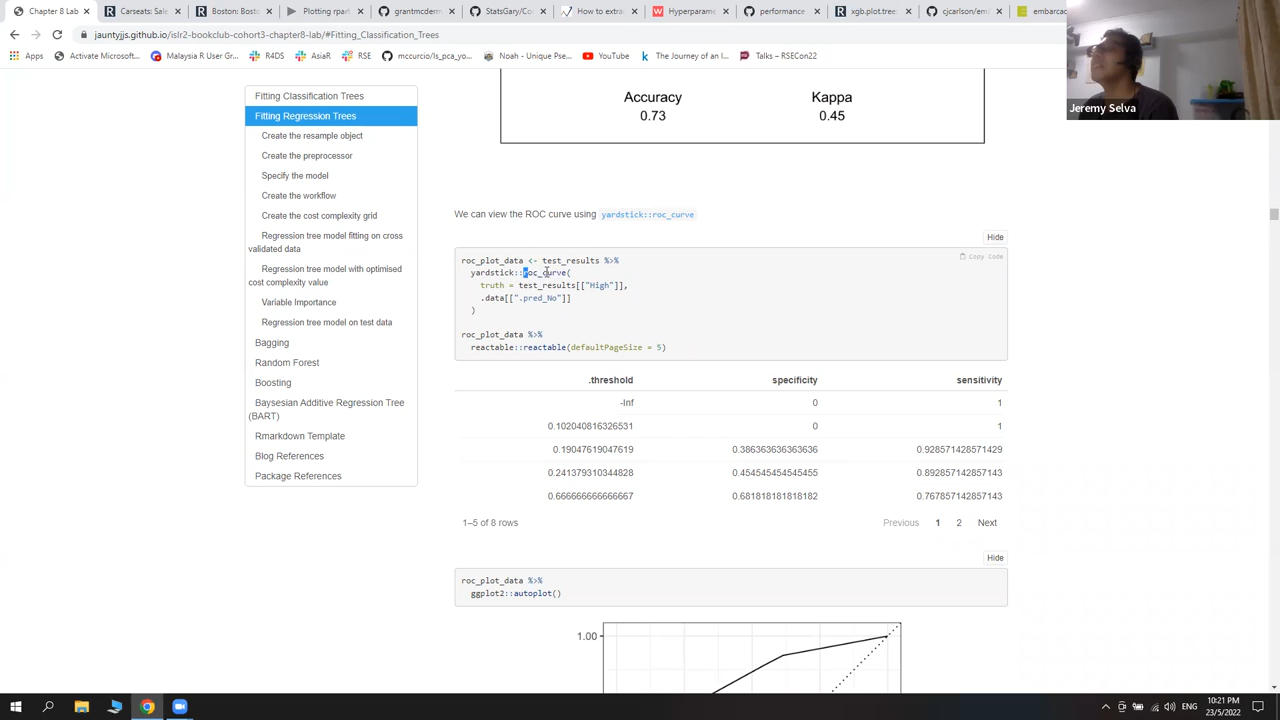 Chapter 8 Lab
Carseats: Sal
Boston: Bosto
Plotting part
grantmcderm
StatsGary/Co
How to extrac
Hyperparame
performance
xgb.plot.tree:
cjcarlson/em
embarcad
jauntyjjs.github.io/islr2-bookclub-cohort3-chapter8-lab/#Fitting_Classification_Trees
Apps
Activate Microsoft...
Malaysia R User Gr...
R4DS
AsiaR
RSE
mccurcio/ls_pca_yo...
Noah - Unique Pse...
YouTube
The Journey of an I...
Talks – RSECon22
Jeremy Selva
Fitting Classification Trees
Fitting Regression Trees
Create the resample object
Create the preprocessor
Specify the model
Create the workflow
Create the cost complexity grid
Regression tree model fitting on cross
validated data
Regression tree model with optimised
cost complexity value
Variable Importance
Regression tree model on test data
Bagging
Random Forest
Boosting
Baysesian Additive Regression Tree
(BART)
Rmarkdown Template
Blog References
Package References
Accuracy Kappa
0.73 0.45
We can view the ROC curve using yardstick::roc_curve
Hide
Copy Code
roc_plot_data <- test_results %>%
yardstick::roc_curve(
truth = test_results[["High"]],
.data[[".pred_No"]]
)
roc_plot_data %>%
reactable::reactable(defaultPageSize = 5)
.threshold specificity sensitivity
-Inf 0 1
0.102040816326531 0 1
0.19047619047619 0.386363636363636 0.928571428571429
0.241379310344828 0.454545454545455 0.892857142857143
0.666666666666667 0.681818181818182 0.767857142857143
1–5 of 8 rows Previous 1 2 Next
Hide
roc_plot_data %>%
ggplot2::autoplot()
1.00
10:21 PM
23/5/2022